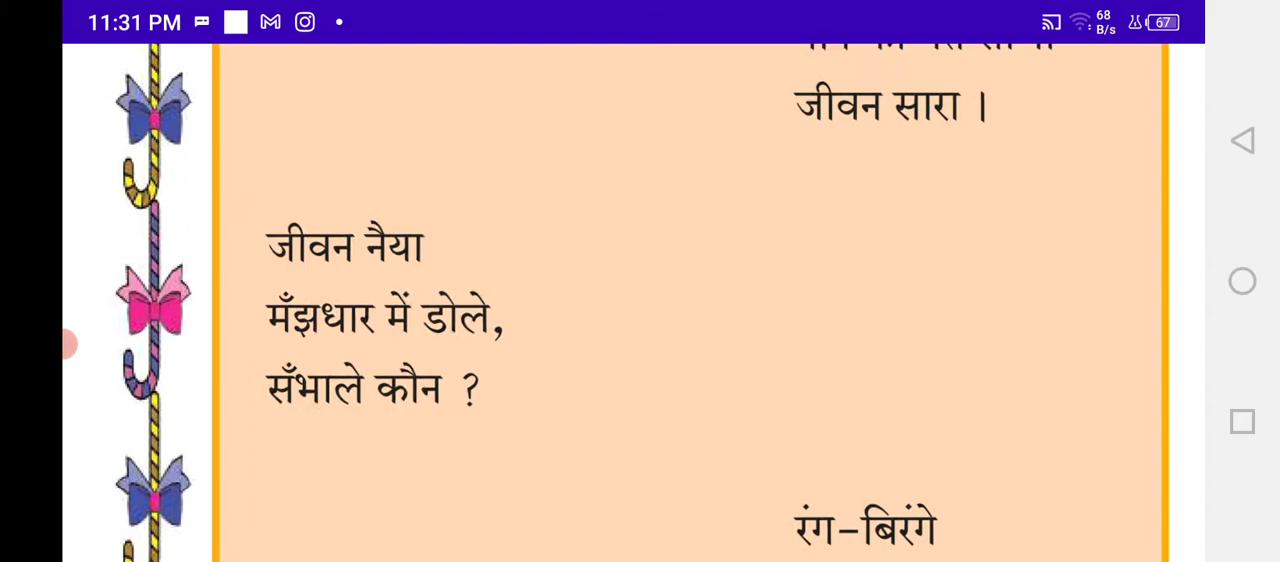 11:31 PM
68
B/s
67
जीवन सारा ।
जीवन नैया
मँझधार में डोले,
सँभाले कौन ?
रंग-बिरंगे